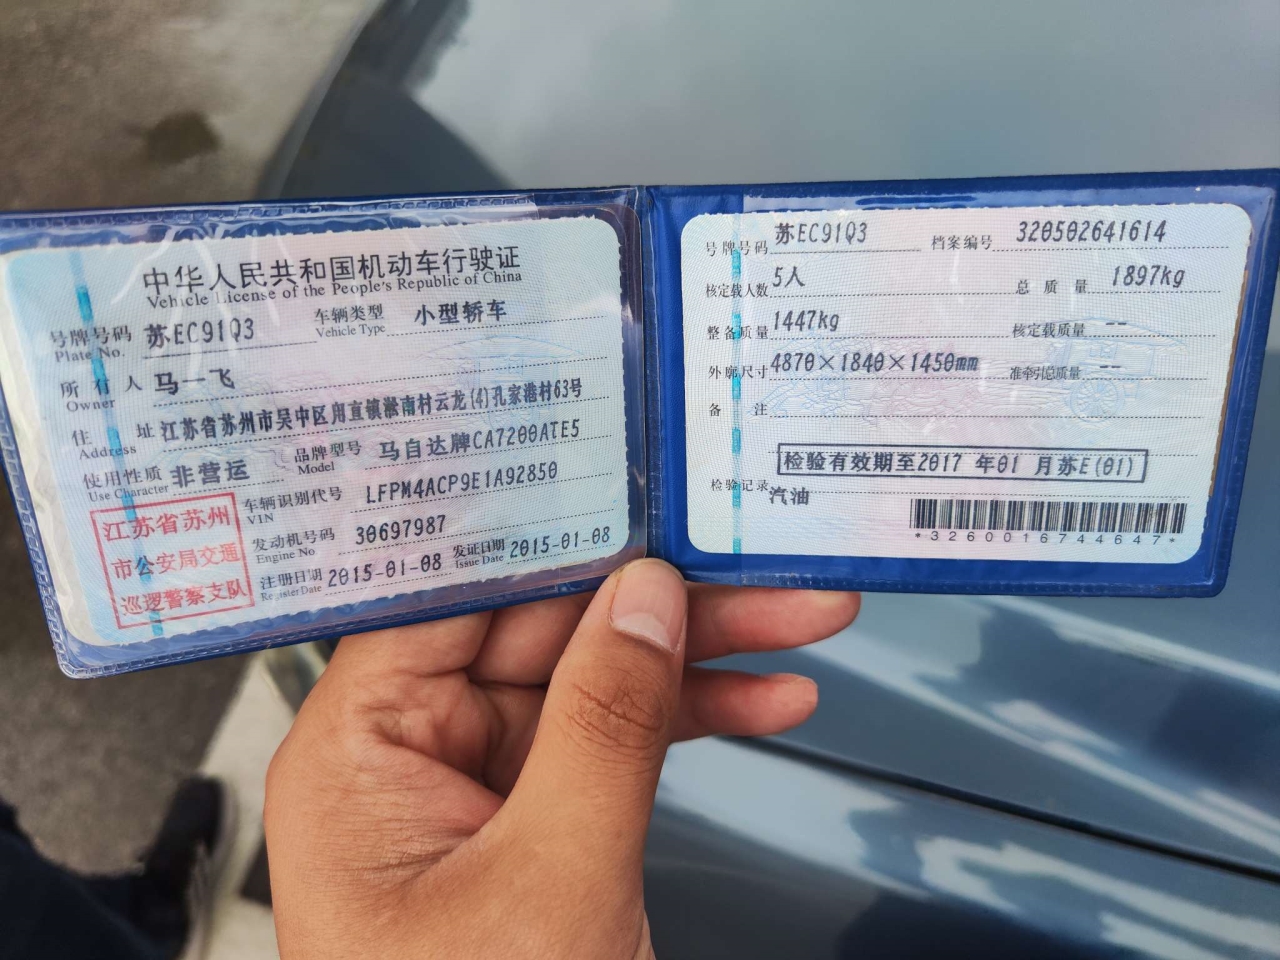 中华人民共和国机动车行驶证
Vehicle License of the People's Republic of China
号牌号码 苏EC91Q3 车辆类型 小型轿车
Plate No. Vehicle Type
所有人 马一飞
Owner
住址 江苏省苏州市吴中区甪直镇淞南村云龙(4)孔家港村63号
Address
使用性质 非营运 品牌型号 马自达牌CA7200ATE5
Use Character Model
车辆识别代号 LFPM4ACP9E1A92850
VIN
发动机号码 30697987
Engine No
注册日期 2015-01-08 发证日期 2015-01-08
Register Date Issue Date
江苏省苏州
市公安局交通
巡逻警察支队
号牌号码 苏EC91Q3 档案编号 320502641614
核定载人数 5人 总质量 1897kg
整备质量 1447kg 核定载质量 --
外廓尺寸 4870×1840×1450mm 准牵引总质量 --
备注
检验有效期至2017 年01 月苏E(01)
检验记录
汽油
*3260016744647*